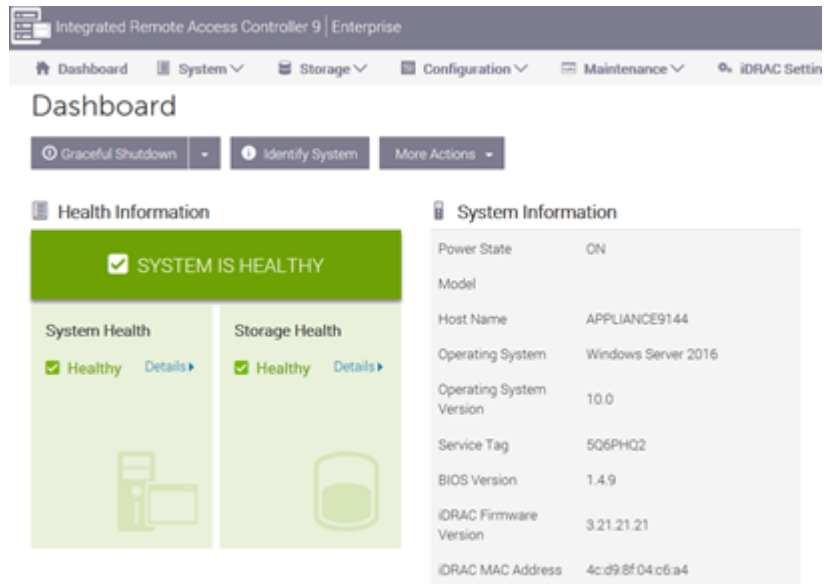 Integrated Remote Access Controller 9 | Enterprise
Dashboard System Storage Configuration Maintenance iDRAC Settin
Dashboard
Graceful Shutdown Identify System More Actions
Health Information
SYSTEM IS HEALTHY
System Health
Healthy Details
Storage Health
Healthy Details
System Information
Power State ON
Model
Host Name APPLIANCE9144
Operating System Windows Server 2016
Operating System
Version 10.0
Service Tag 5Q6PHQ2
BIOS Version 1.4.9
iDRAC Firmware
Version 3.21.21.21
iDRAC MAC Address 4c:d9:8f:04:c6:a4